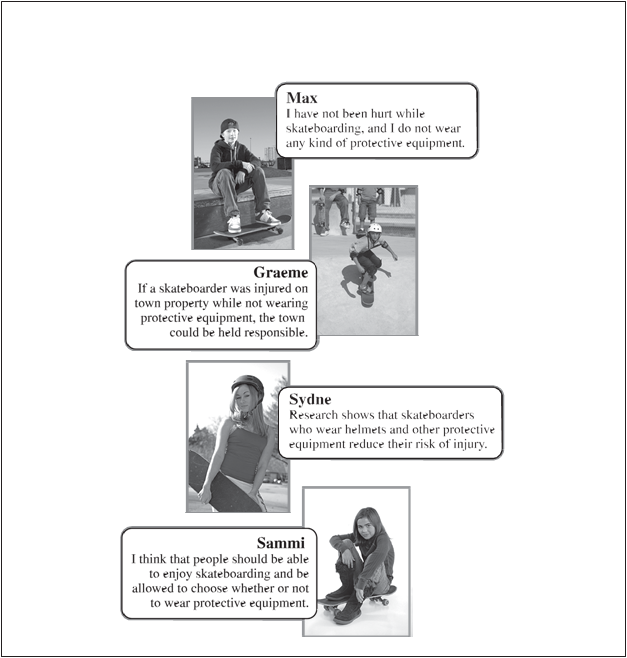 Max
I have not been hurt while
skateboarding, and I do not wear
any kind of protective equipment.
Graeme
If a skateboarder was injured on
town property while not wearing
protective equipment, the town
could be held responsible.
Sydne
Research shows that skateboarders
who wear helmets and other protective
equipment reduce their risk of injury.
Sammi
I think that people should be able
to enjoy skateboarding and be
allowed to choose whether or not
to wear protective equipment.